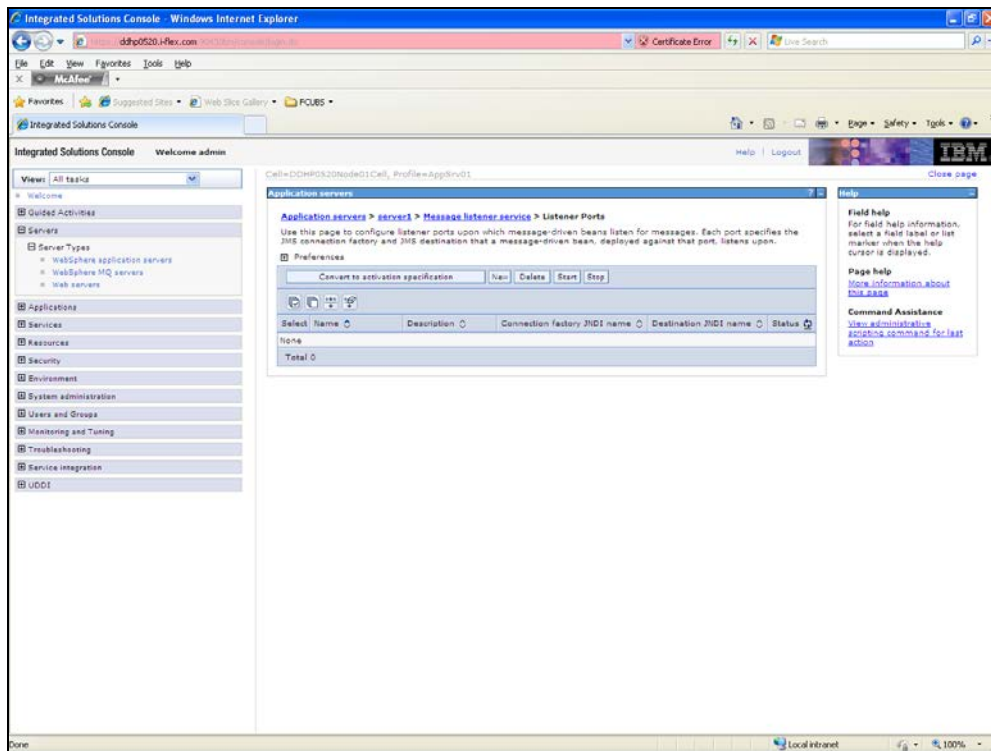 Integrated Solutions Console - Windows Internet Explorer
ddhp0520.i-flex.com
Certificate Error
Live Search
File Edit View Favorites Tools Help
McAfee
Favorites Suggested Sites Web Slice Gallery FCUBS
Integrated Solutions Console
Page Safety Tools
Integrated Solutions Console Welcome admin
Help | Logout
IBM
View: All tasks
Welcome
Guided Activities
Servers
Server Types
WebSphere application servers
WebSphere MQ servers
Web servers
Applications
Services
Resources
Security
Environment
System administration
Users and Groups
Monitoring and Tuning
Troubleshooting
Service integration
UDDI
Cell=DDHP0520Node01Cell, Profile=AppSrv01
Close page
Application servers
Application servers > server1 > Message listener service > Listener Ports
Use this page to configure listener ports upon which message-driven beans listen for messages. Each port specifies the
JMS connection factory and JMS destination that a message-driven bean, deployed against that port, listens upon.
Preferences
Convert to activation specification New Delete Start Stop
Select Name Description Connection factory JNDI name Destination JNDI name Status
None
Total 0
Help
Field help
For field help information,
select a field label or list
marker when the help
cursor is displayed.
Page help
More information about
this page
Command Assistance
View administrative
scripting command for last
action
Done
Local intranet
100%